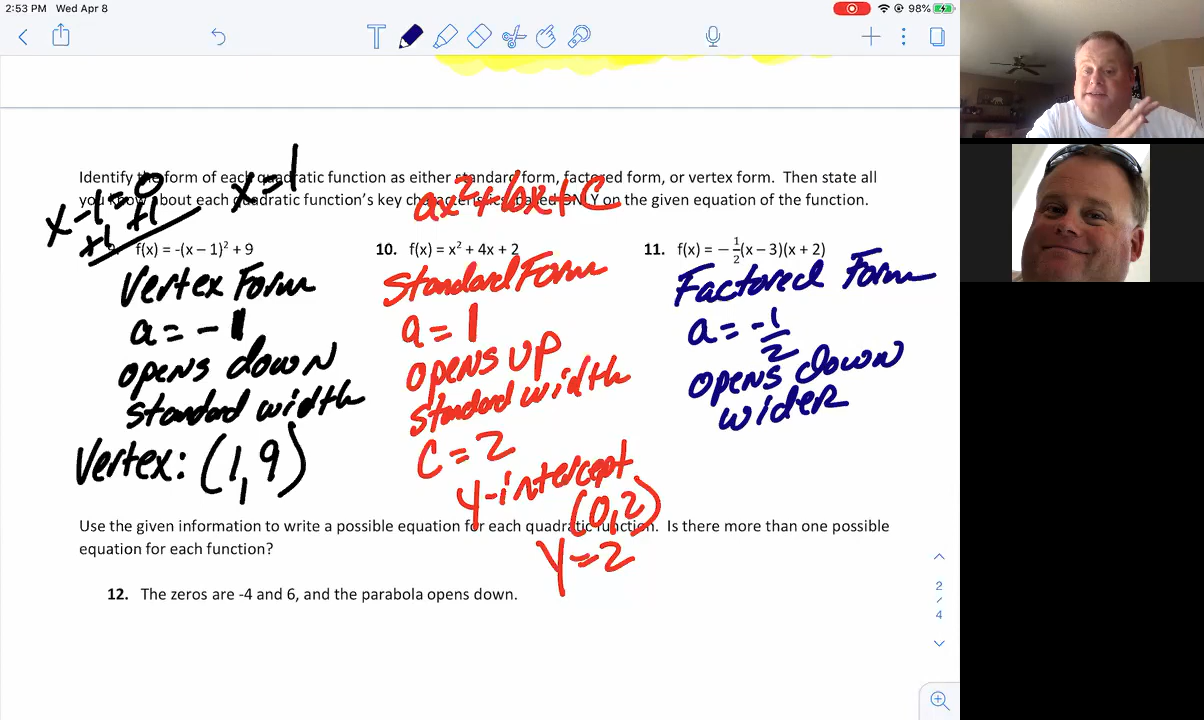 2:53 PM Wed Apr 8
98%
Identify the form of each quadratic function as either standard form, factored form, or vertex form. Then state all
you know about each quadratic function's key characteristics, based ONLY on the given equation of the function.
x - 1 = 0
+1 +1
x = 1
ax² + bx + c
9. f(x) = -(x – 1)² + 9
Vertex Form
a = - 1
opens down
standard width
Vertex: (1, 9)
10. f(x) = x² + 4x + 2
Standard Form
a = 1
opens up
standard width
c = 2
y-intercept
(0, 2)
y = 2
11. f(x) = – 1/2 (x – 3)(x + 2)
Factored Form
a = - 1/2
opens down
wider
Use the given information to write a possible equation for each quadratic function. Is there more than one possible
equation for each function?
12. The zeros are -4 and 6, and the parabola opens down.
2
/
4